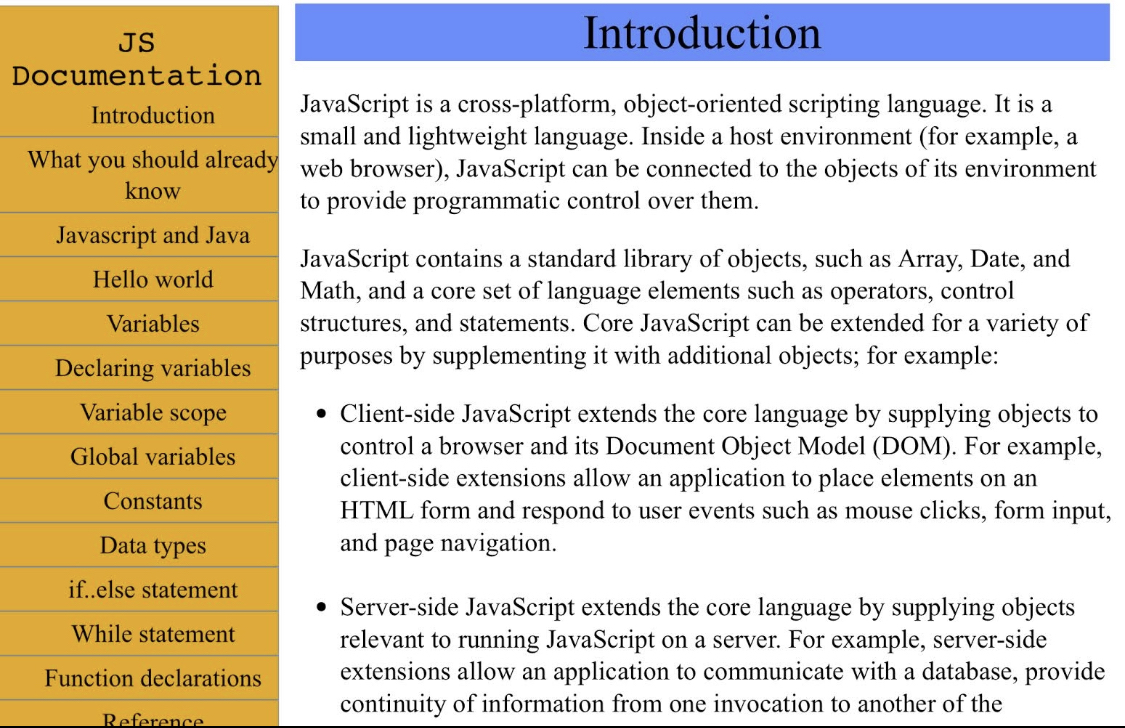 JS
Documentation
Introduction
What you should already
know
Javascript and Java
Hello world
Variables
Declaring variables
Variable scope
Global variables
Constants
Data types
if..else statement
While statement
Function declarations
Reference
Introduction
JavaScript is a cross-platform, object-oriented scripting language. It is a
small and lightweight language. Inside a host environment (for example, a
web browser), JavaScript can be connected to the objects of its environment
to provide programmatic control over them.
JavaScript contains a standard library of objects, such as Array, Date, and
Math, and a core set of language elements such as operators, control
structures, and statements. Core JavaScript can be extended for a variety of
purposes by supplementing it with additional objects; for example:
• Client-side JavaScript extends the core language by supplying objects to
control a browser and its Document Object Model (DOM). For example,
client-side extensions allow an application to place elements on an
HTML form and respond to user events such as mouse clicks, form input,
and page navigation.
• Server-side JavaScript extends the core language by supplying objects
relevant to running JavaScript on a server. For example, server-side
extensions allow an application to communicate with a database, provide
continuity of information from one invocation to another of the